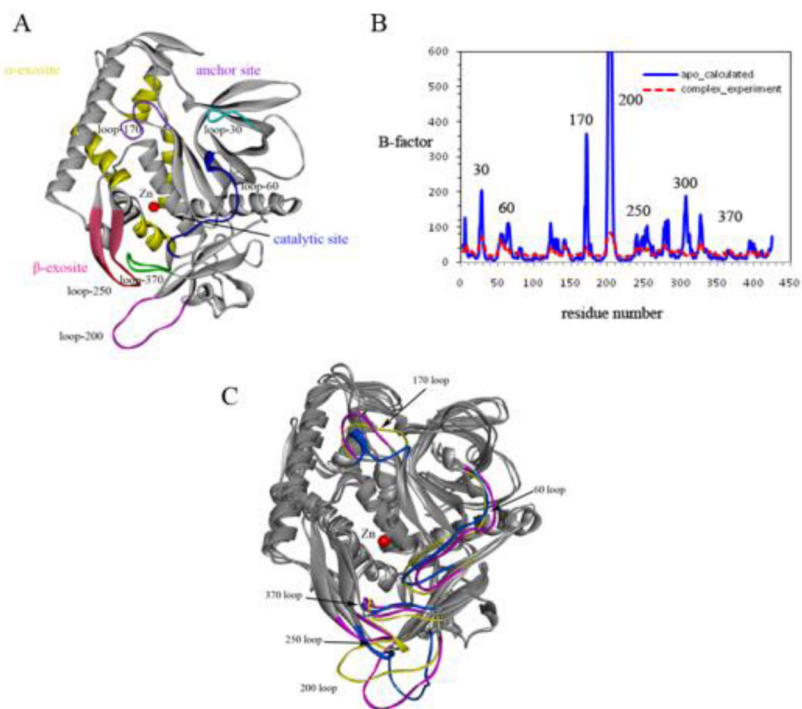 A
α-exosite
anchor site
loop-170
loop-30
loop-60
Zn
catalytic site
β-exosite
loop-370
loop-250
loop-200
B
600
500
400
300
200
100
0
B-factor
apo_calculated
complex_experiment
30
60
170
200
250
300
370
0 50 100 150 200 250 300 350 400 450
residue number
C
170 loop
60 loop
Zn
370 loop
250 loop
200 loop